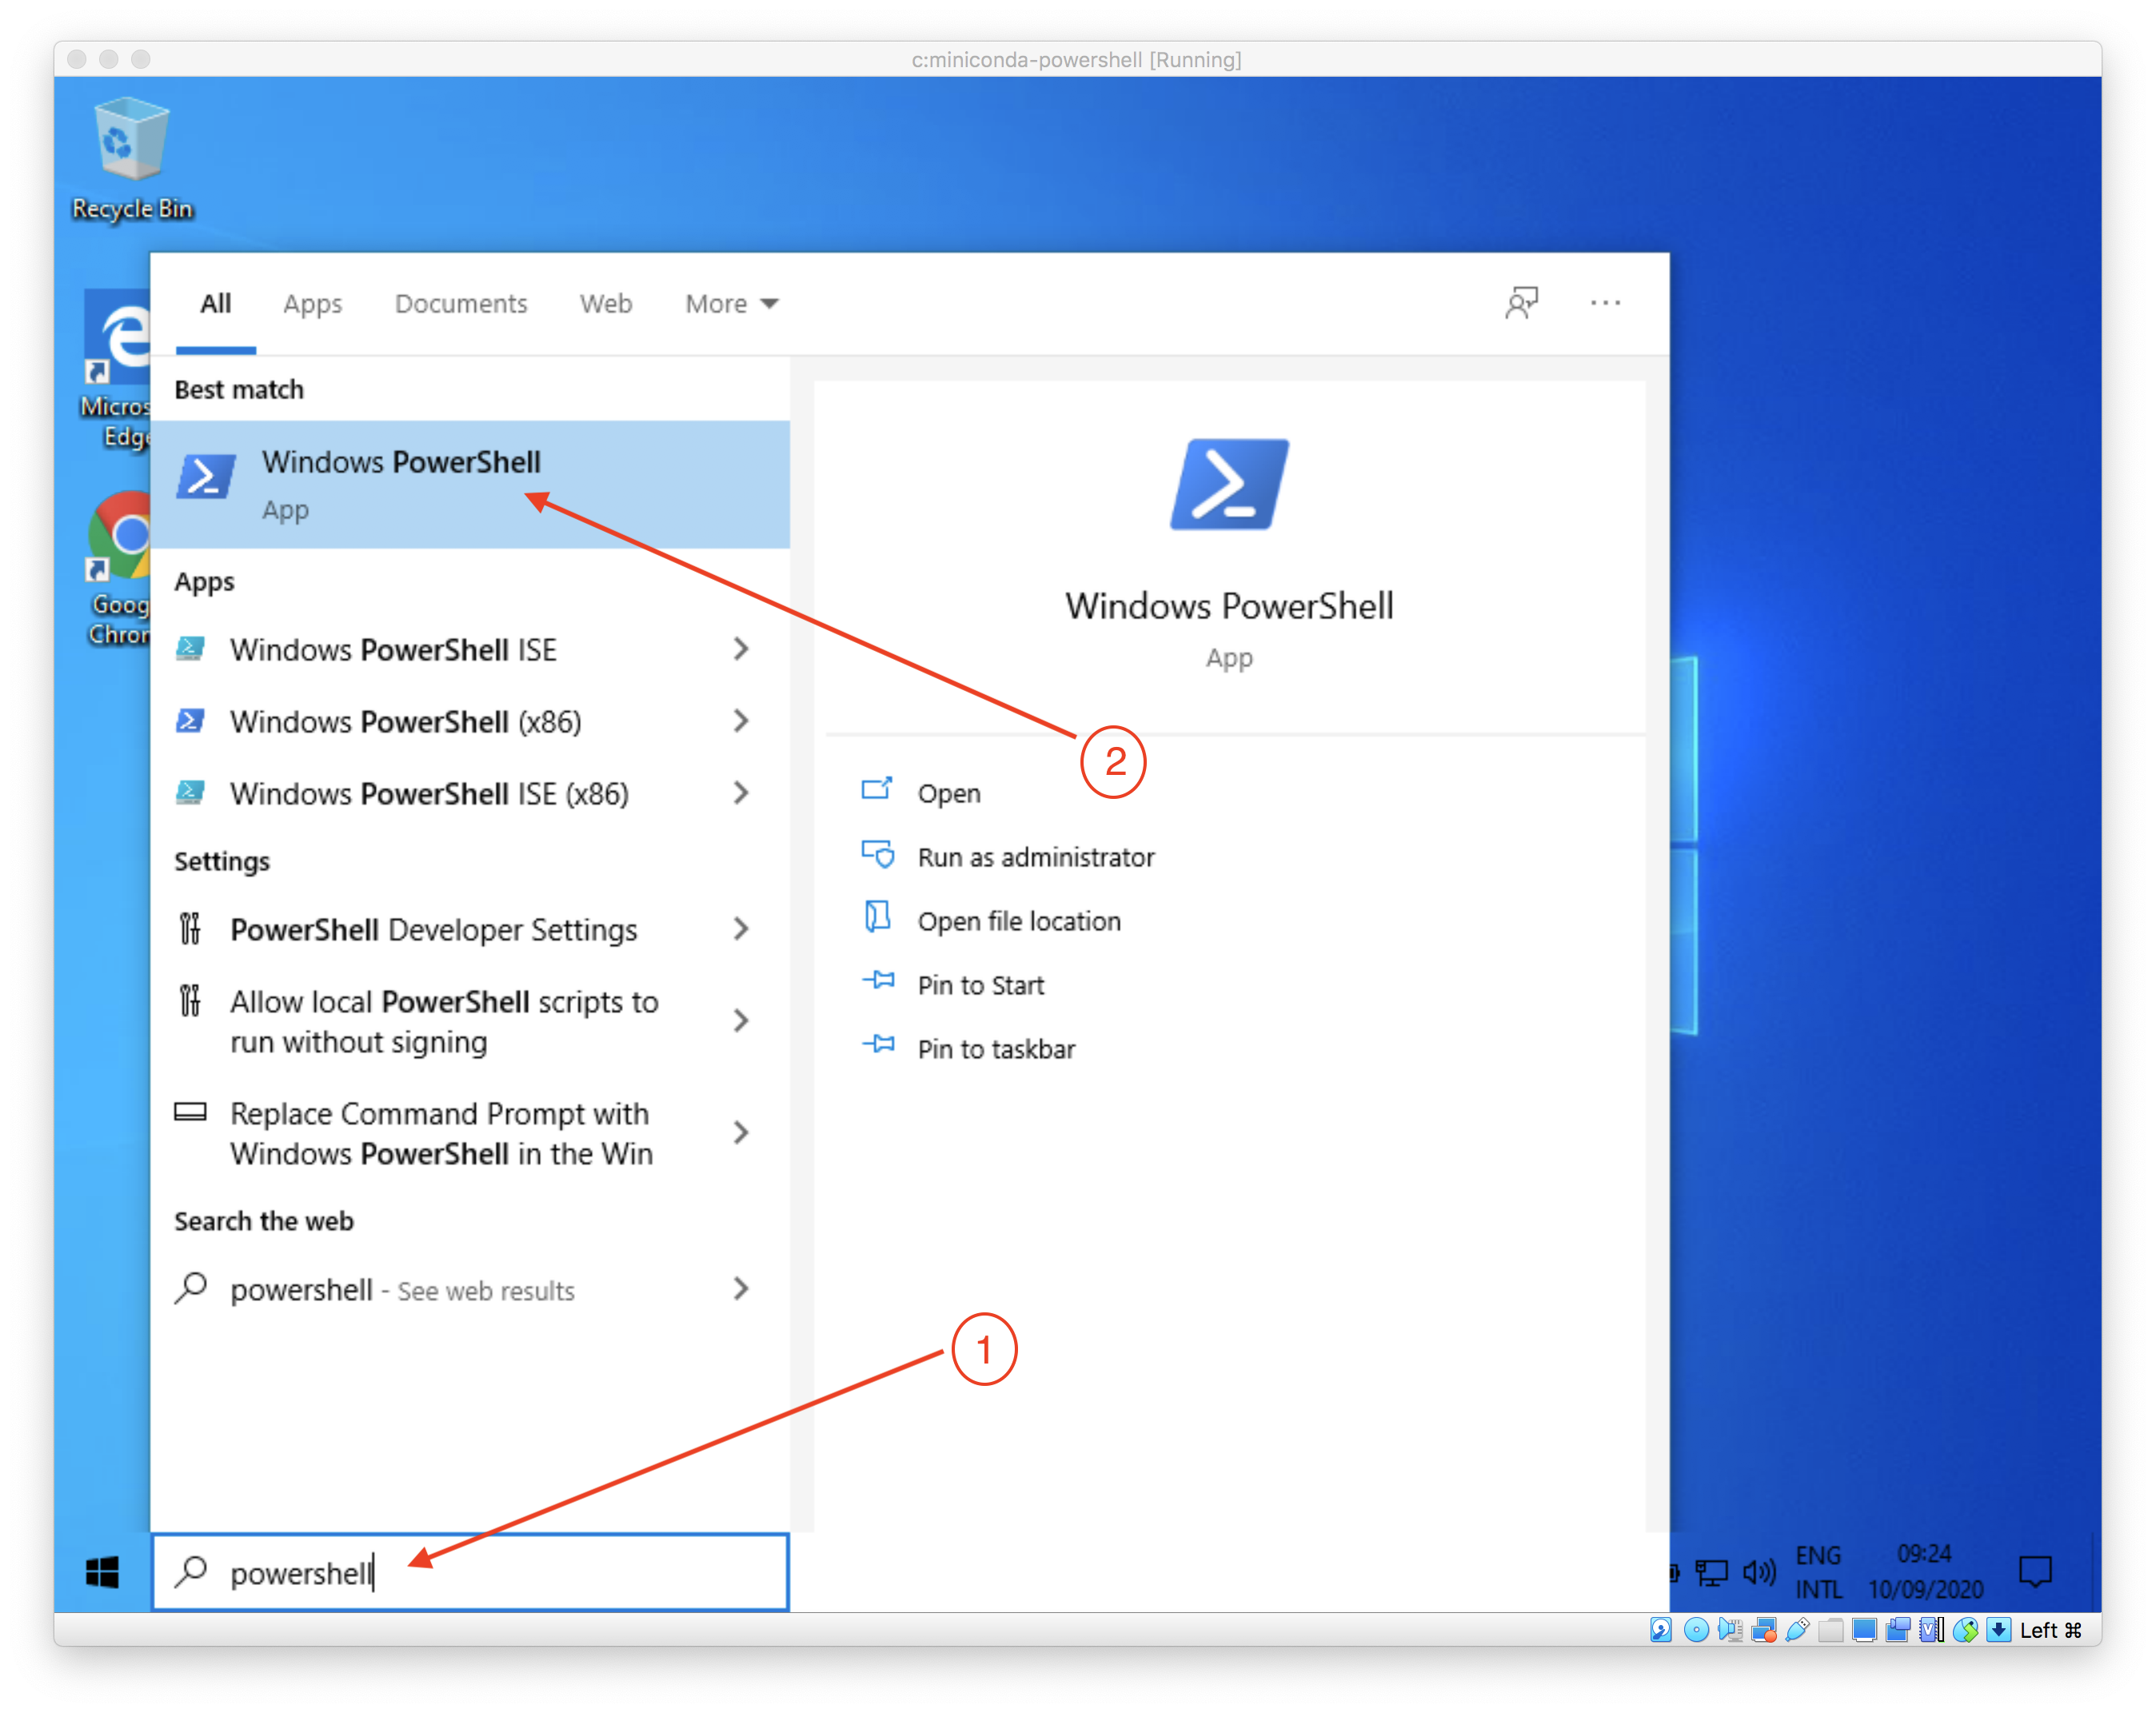 c:miniconda-powershell [Running]
Recycle Bin
All Apps Documents Web More
Micros
Edge
Goog
Chron
Best match
Windows PowerShell
App
Apps
Windows PowerShell ISE
Windows PowerShell (x86)
Windows PowerShell ISE (x86)
Settings
PowerShell Developer Settings
Allow local PowerShell scripts to
run without signing
Replace Command Prompt with
Windows PowerShell in the Win
Search the web
powershell - See web results
Windows PowerShell
App
2
Open
Run as administrator
Open file location
Pin to Start
Pin to taskbar
1
powershell
ENG
INTL
09:24
10/09/2020
Left ⌘